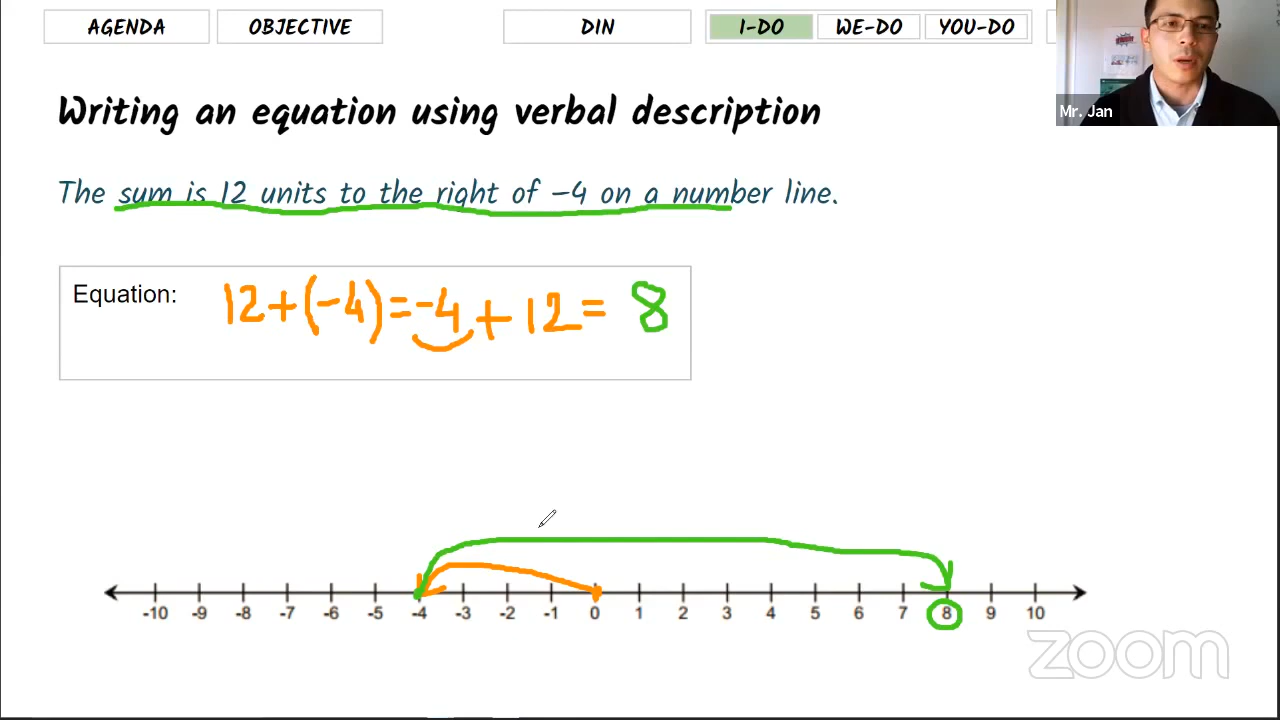 AGENDA OBJECTIVE DIN I-DO WE-DO YOU-DO
Mr. Jan
Writing an equation using verbal description
The sum is 12 units to the right of –4 on a number line.
Equation: 12+(-4)=-4+12= 8
-10 -9 -8 -7 -6 -5 -4 -3 -2 -1 0 1 2 3 4 5 6 7 8 9 10
zoom